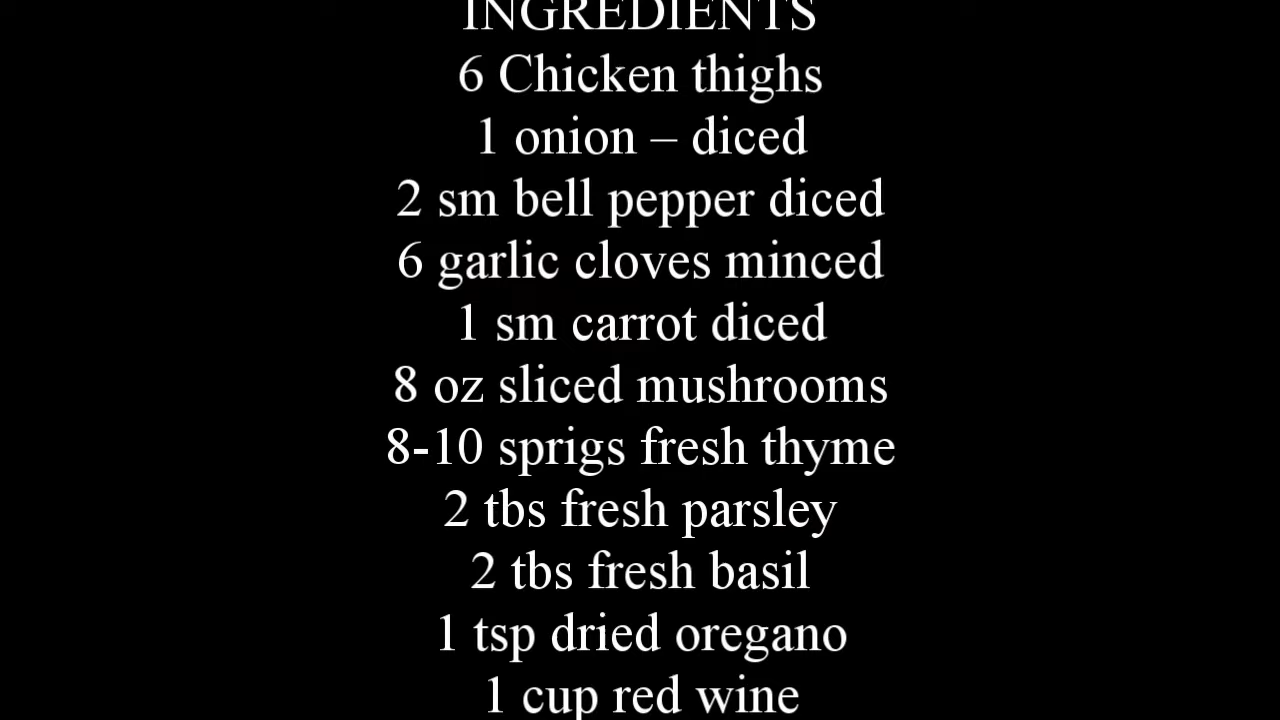 INGREDIENTS
6 Chicken thighs
1 onion – diced
2 sm bell pepper diced
6 garlic cloves minced
1 sm carrot diced
8 oz sliced mushrooms
8-10 sprigs fresh thyme
2 tbs fresh parsley
2 tbs fresh basil
1 tsp dried oregano
1 cup red wine